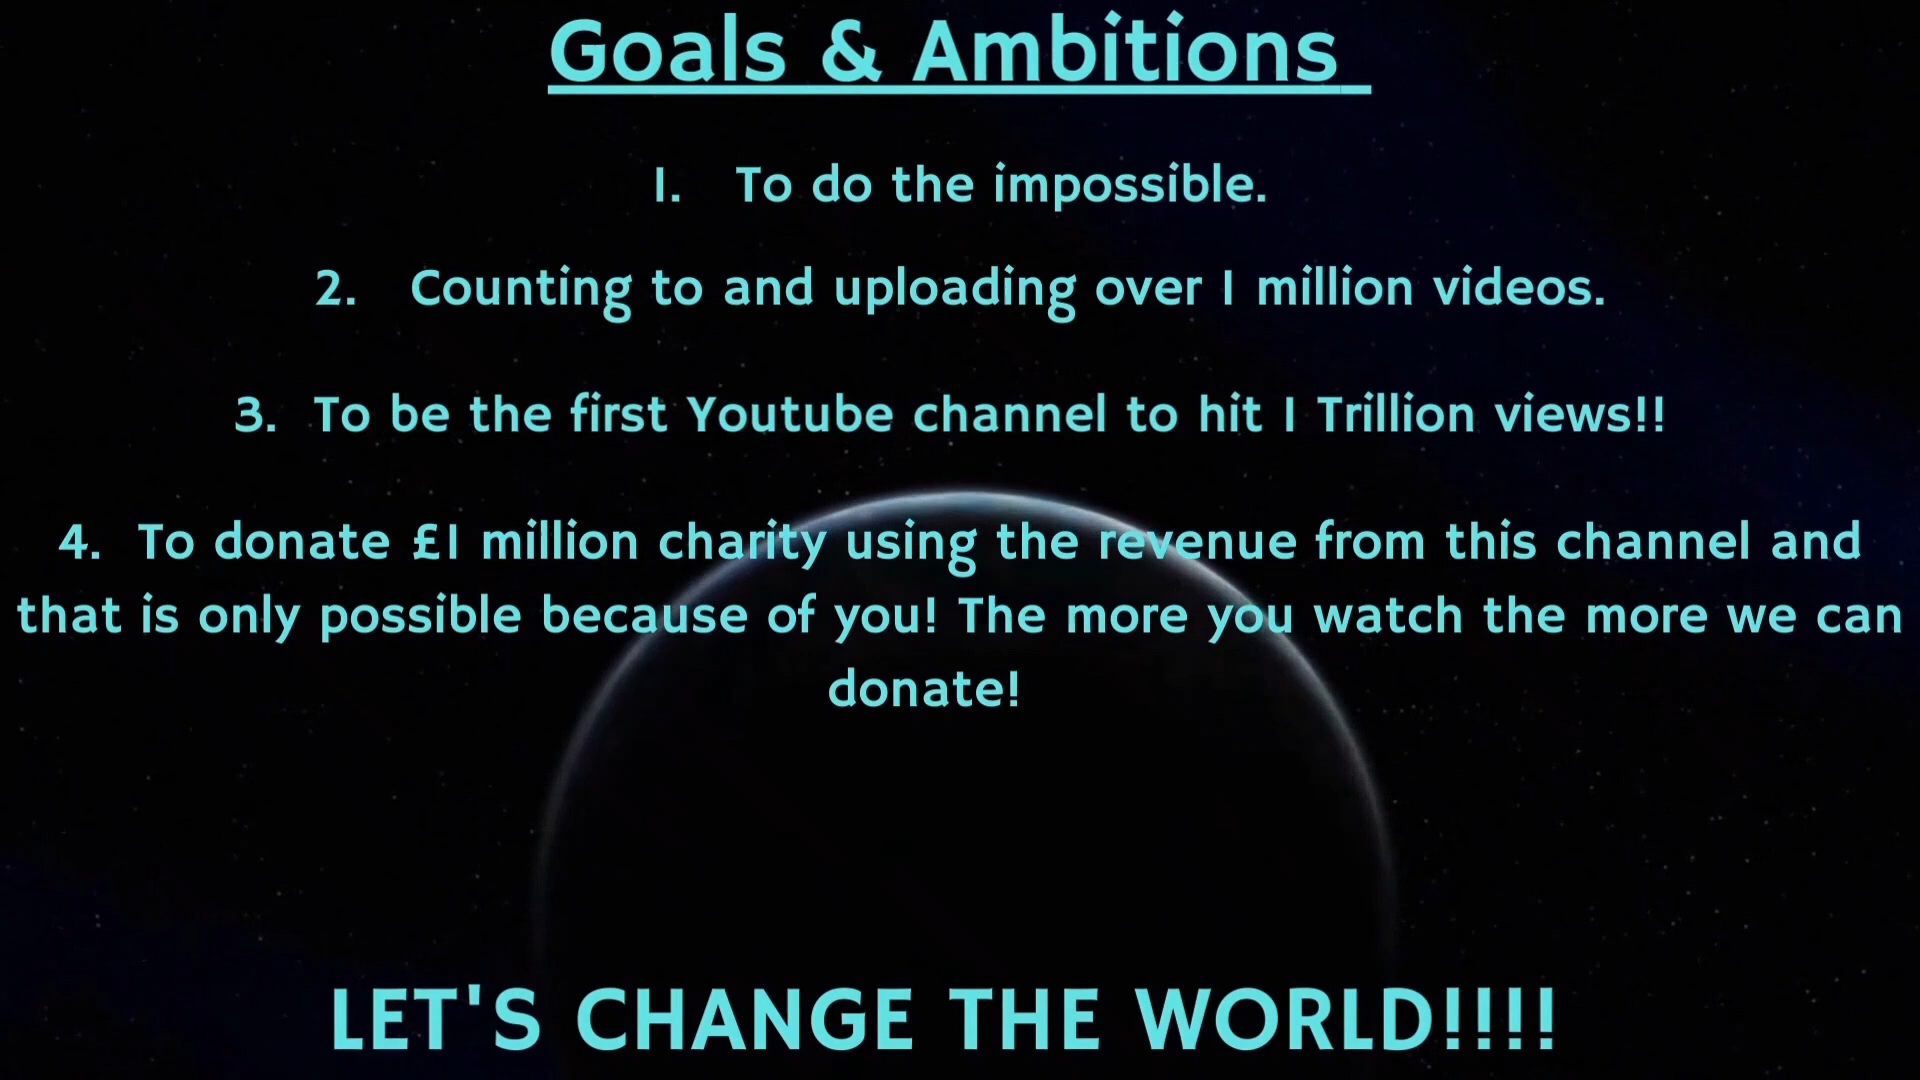 Goals & Ambitions
1. To do the impossible.
2. Counting to and uploading over 1 million videos.
3. To be the first Youtube channel to hit 1 Trillion views!!
4. To donate £1 million charity using the revenue from this channel and
that is only possible because of you! The more you watch the more we can
donate!
LET'S CHANGE THE WORLD!!!!